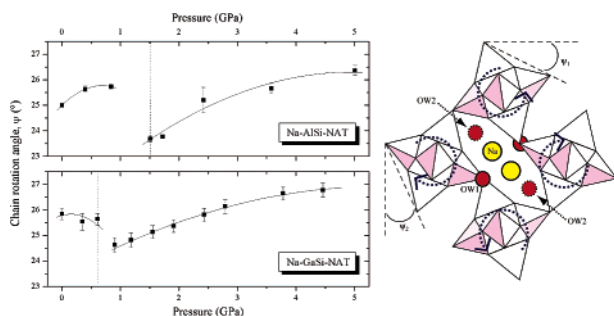 Pressure (GPa)
0 1 2 3 4 5
27
26
25
24
23
Na-AlSi-NAT
Chain rotation angle, ψ (°)
27
26
25
24
23
Na-GaSi-NAT
0 1 2 3 4 5
Pressure (GPa)
ψ1
OW2
Na
OW1
OW2
ψ2